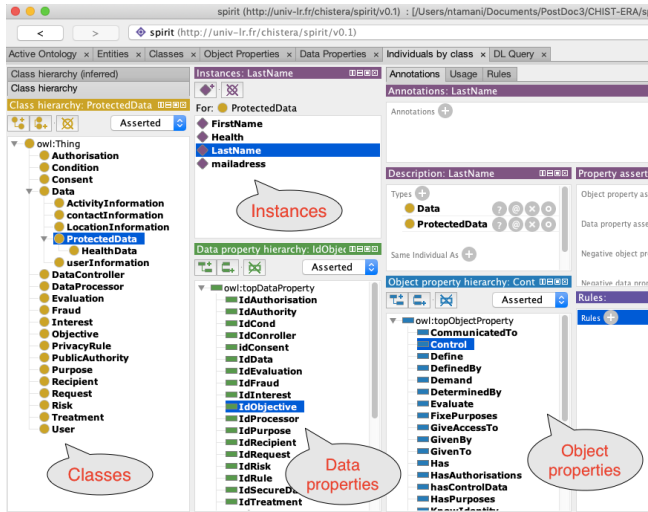 spirit (http://univ-lr.fr/chistera/spirit/v0.1) : [/Users/ntamani/Documents/PostDoc3/CHIST-ERA/s
< > spirit (http://univ-lr.fr/chistera/spirit/v0.1)
Active Ontology × Entities × Classes × Object Properties × Data Properties × Individuals by class × DL Query ×
Class hierarchy (inferred)
Class hierarchy
Class hierarchy: ProtectedData
Asserted
owl:Thing
Authorisation
Condition
Consent
Data
ActivityInformation
contactInformation
LocationInformation
ProtectedData
HealthData
userInformation
DataController
DataProcessor
Evaluation
Fraud
Interest
Objective
PrivacyRule
PublicAuthority
Purpose
Recipient
Request
Risk
Treatment
User
Classes
Instances: LastName
For: ProtectedData
FirstName
Health
LastName
mailadress
Instances
Data property hierarchy: IdObjec
Asserted
owl:topDataProperty
IdAuthorisation
IdAuthority
IdCond
IdConroller
idConsent
IdData
IdEvaluation
IdFraud
IdInterest
IdObjective
IdProcessor
IdPurpose
IdRecipient
IdRequest
IdRisk
IdRule
IdSecureDa
IdTreatment
Data
properties
Annotations Usage Rules
Annotations: LastName
Annotations
Description: LastName
Types
Data
ProtectedData
Same Individual As
Object property hierarchy: Cont
Asserted
owl:topObjectProperty
CommunicatedTo
Control
Define
DefinedBy
Demand
DeterminedBy
Evaluate
FixePurposes
GiveAccessTo
GivenBy
GivenTo
Has
HasAuthorisations
hasControlData
HasPurposes
KnowIdentity
Object
properties
Property assert
Object property as
Data property asse
Negative object pr
Negative data prop
Rules:
Rules